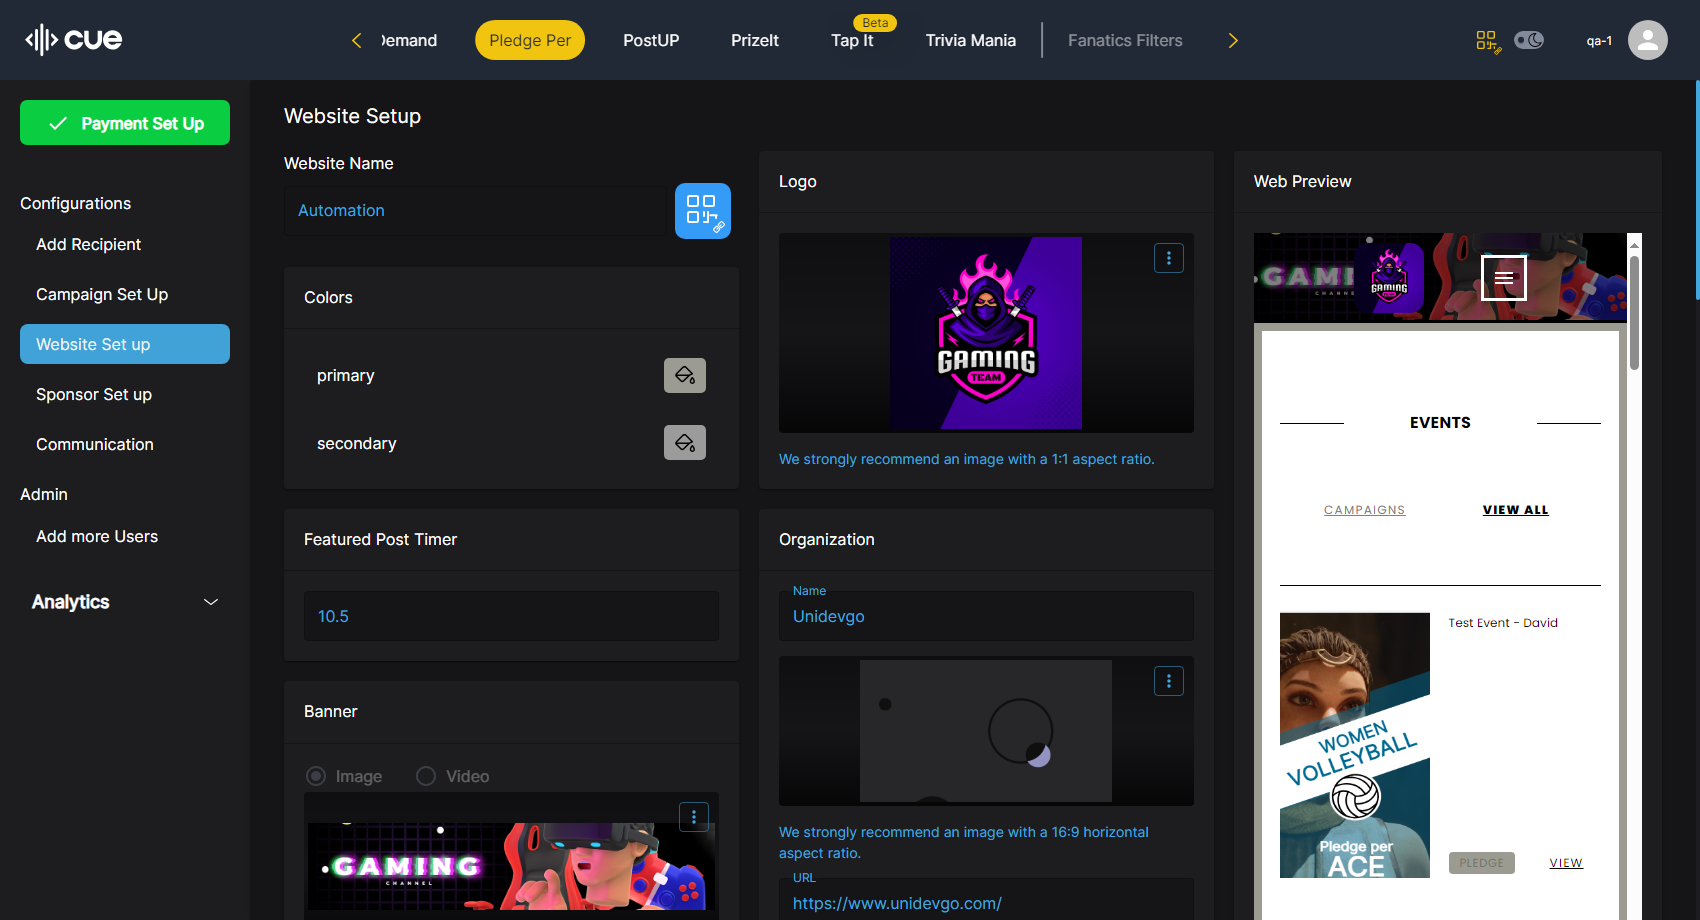 cue
Demand
Pledge Per
PostUP
PrizeIt
Beta
Tap It
Trivia Mania
Fanatics Filters
qa-1
Payment Set Up
Configurations
Add Recipient
Campaign Set Up
Website Set up
Sponsor Set up
Communication
Admin
Add more Users
Analytics
Website Setup
Website Name
Automation
Colors
primary
secondary
Featured Post Timer
10.5
Banner
Image
Video
GAMING
CHANNEL
Logo
GAMING
TEAM
We strongly recommend an image with a 1:1 aspect ratio.
Organization
Name
Unidevgo
We strongly recommend an image with a 16:9 horizontal
aspect ratio.
URL
https://www.unidevgo.com/
Web Preview
GAMI
CHANN
GAMING
TEAM
EVENTS
CAMPAIGNS
VIEW ALL
Test Event - David
WOMEN
VOLLEYBALL
Pledge per
ACE
PLEDGE
VIEW